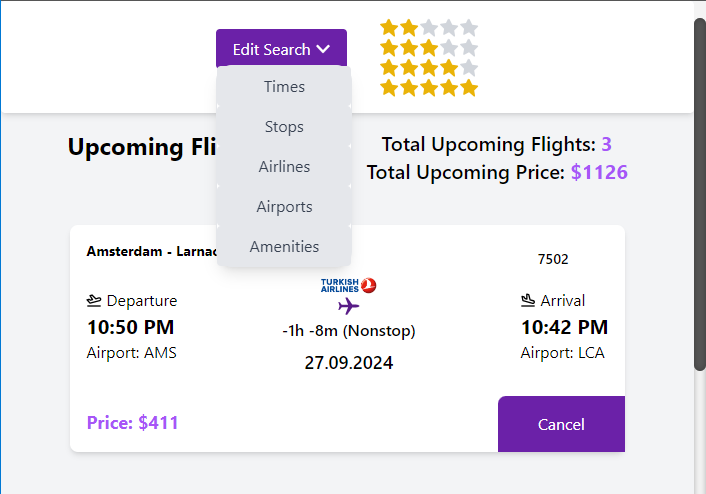 Edit Search
Times
Stops
Airlines
Airports
Amenities
Upcoming Fli
Total Upcoming Flights: 3
Total Upcoming Price: $1126
Amsterdam - Larnac
7502
TURKISH
AIRLINES
Departure
10:50 PM
Airport: AMS
-1h -8m (Nonstop)
27.09.2024
Arrival
10:42 PM
Airport: LCA
Price: $411
Cancel